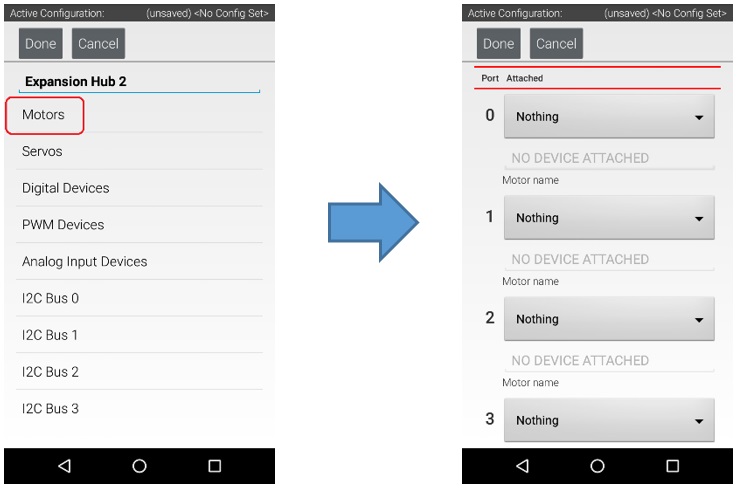 Active Configuration: (unsaved) <No Config Set>
Done Cancel
Expansion Hub 2
Motors
Servos
Digital Devices
PWM Devices
Analog Input Devices
I2C Bus 0
I2C Bus 1
I2C Bus 2
I2C Bus 3
Active Configuration: (unsaved) <No Config Set>
Done Cancel
Port Attached
0 Nothing
NO DEVICE ATTACHED
Motor name
1 Nothing
NO DEVICE ATTACHED
Motor name
2 Nothing
NO DEVICE ATTACHED
Motor name
3 Nothing